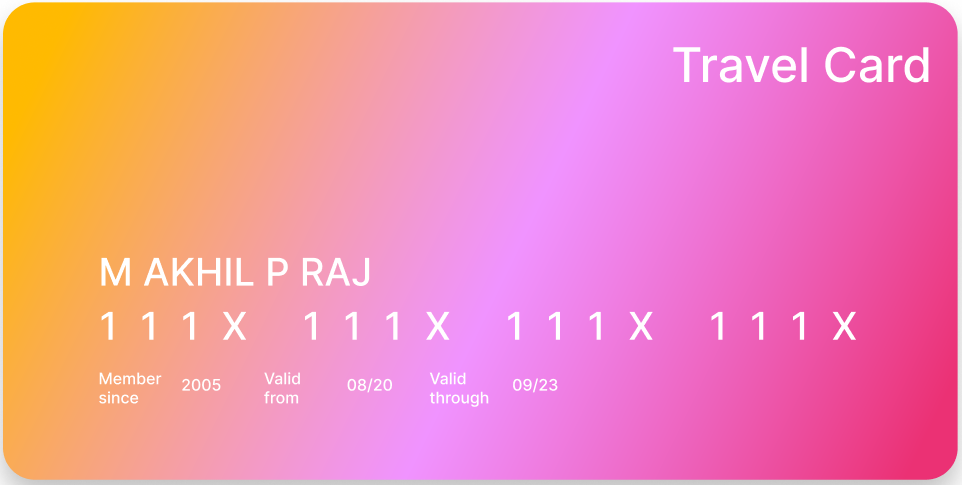 Travel Card
M AKHIL P RAJ
1 1 1 X 1 1 1 X 1 1 1 X 1 1 1 X
Member since 2005 Valid from 08/20 Valid through 09/23